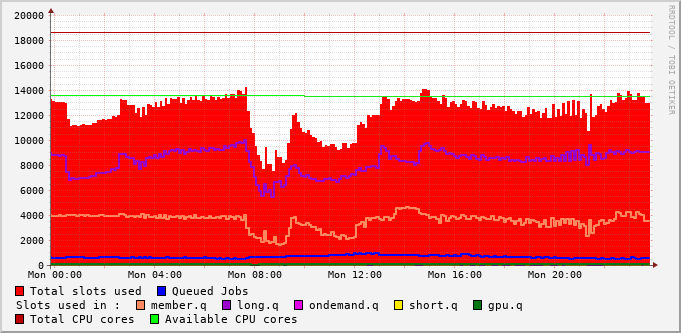 20000
18000
16000
14000
12000
10000
8000
6000
4000
2000
0
Mon 00:00 Mon 04:00 Mon 08:00 Mon 12:00 Mon 16:00 Mon 20:00
Total slots used Queued Jobs
Slots used in : member.q long.q ondemand.q short.q gpu.q
Total CPU cores Available CPU cores
RRDTOOL / TOBI OETIKER